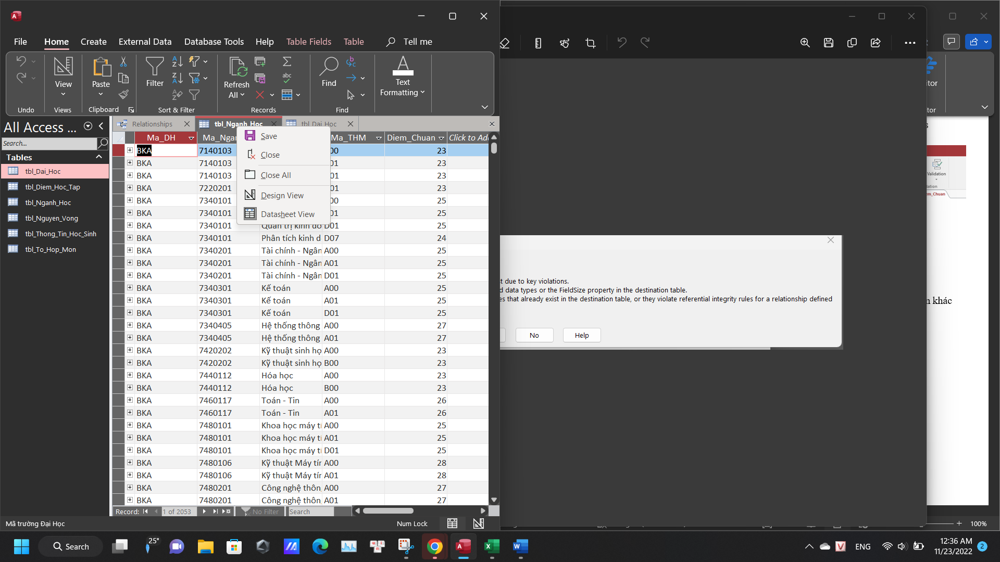 File Home Create External Data Database Tools Help Table Fields Table Tell me
View
Paste
Filter
Refresh
All
Find
Text
Formatting
Undo Views Clipboard Sort & Filter Records Find
All Access ...
Search...
Tables
tbl_Dai_Hoc
tbl_Diem_Hoc_Tap
tbl_Nganh_Hoc
tbl_Nguyen_Vong
tbl_Thong_Tin_Hoc_Sinh
tbl_To_Hop_Mon
Relationships tbl_Nganh_Hoc tbl_Dai_Hoc
Ma_DH Ma_Ngan Ma_THM Diem_Chuan Click to Ad
Save
Close
Close All
Design View
Datasheet View
BKA 7140103 00 23
BKA 7140103 01 23
BKA 7140103 01 23
BKA 7220201 01 23
BKA 7340101 00 25
BKA 7340101 01 25
BKA 7340101 Quản trị kinh do D01 25
BKA 7340101 Phân tích kinh d D07 24
BKA 7340201 Tài chính - Ngân A00 25
BKA 7340201 Tài chính - Ngân A01 25
BKA 7340201 Tài chính - Ngân D01 25
BKA 7340301 Kế toán A00 25
BKA 7340301 Kế toán A01 25
BKA 7340301 Kế toán D01 25
BKA 7340405 Hệ thống thông A00 27
BKA 7340405 Hệ thống thông A01 27
BKA 7420202 Kỹ thuật sinh họ A00 23
BKA 7420202 Kỹ thuật sinh họ B00 23
BKA 7440112 Hóa học A00 23
BKA 7440112 Hóa học B00 23
BKA 7460117 Toán - Tin A00 26
BKA 7460117 Toán - Tin A01 26
BKA 7480101 Khoa học máy tí A00 25
BKA 7480101 Khoa học máy tí A01 25
BKA 7480101 Khoa học máy tí D01 25
BKA 7480106 Kỹ thuật Máy tín A00 28
BKA 7480106 Kỹ thuật Máy tín A01 28
BKA 7480201 Công nghệ thôn A00 27
BKA 7480201 Công nghệ thôn A01 27
Record: 1 of 2053 No Filter Search
Mã trường Đại Học Num Lock
t due to key violations.
d data types or the FieldSize property in the destination table.
es that already exist in the destination table, or they violate referential integrity rules for a relationship defined
No Help
itor
tor
s
Validation
dation
em_Chuan
n khác
100%
Search 25° ENG 12:36 AM
11/23/2022 2